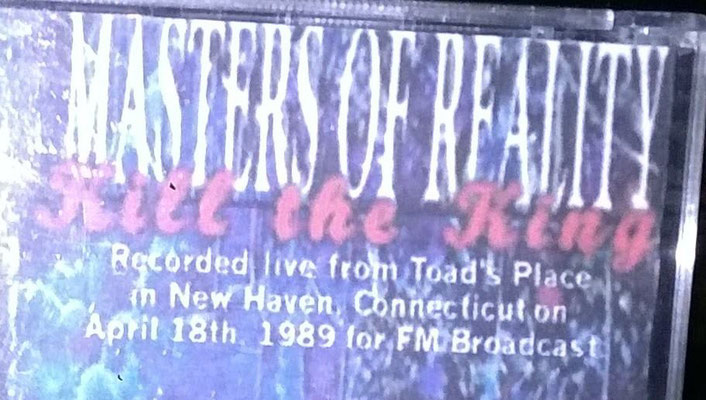 MASTERS OF REALITY
Kill the King
Recorded live from Toad's Place
in New Haven, Connecticut on
April 18th, 1989 for FM Broadcast